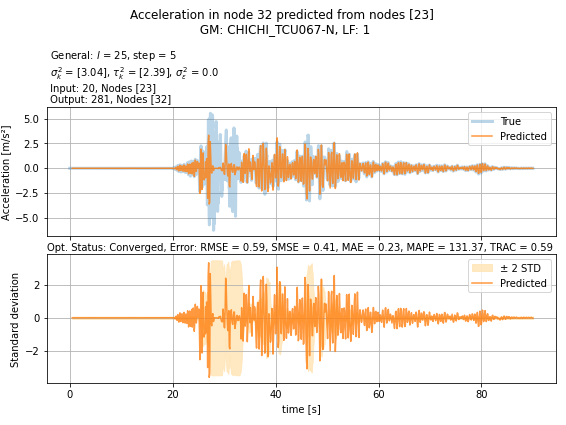 Acceleration in node 32 predicted from nodes [23]
GM: CHICHI_TCU067-N, LF: 1
General: l = 25, step = 5
σ²ₖ = [3.04], τ²ₖ = [2.39], σ²ε = 0.0
Input: 20, Nodes [23]
Output: 281, Nodes [32]
5.0
2.5
0.0
−2.5
−5.0
Acceleration [m/s²]
True
Predicted
Opt. Status: Converged, Error: RMSE = 0.59, SMSE = 0.41, MAE = 0.23, MAPE = 131.37, TRAC = 0.59
2
0
−2
Standard deviation
± 2 STD
Predicted
0 20 40 60 80
time [s]